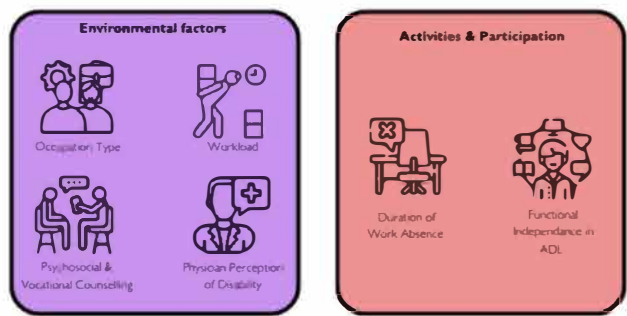 Environmental factors
Occupation Type
Workload
Psychosocial &
Vocational Counselling
Physician Perception
of Disability
Activities & Participation
Duration of
Work Absence
Functional
Independance in
ADL